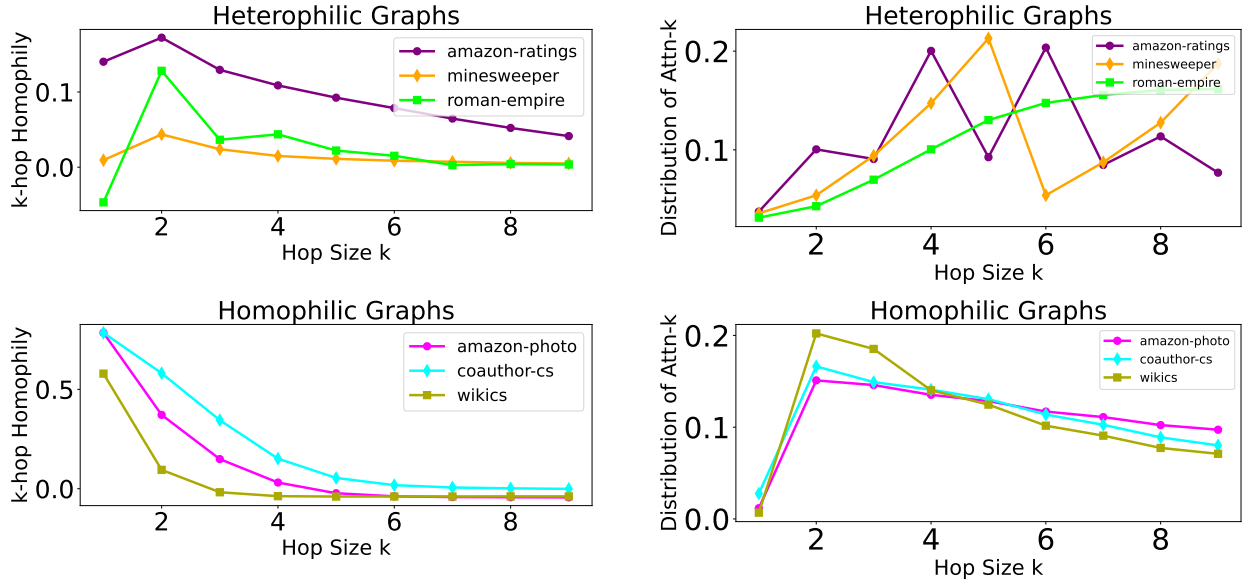 Heterophilic Graphs
k-hop Homophily
0.1
0.0
amazon-ratings
minesweeper
roman-empire
2 4 6 8
Hop Size k
Heterophilic Graphs
Distribution of Attn-k
0.2
0.1
amazon-ratings
minesweeper
roman-empire
2 4 6 8
Hop Size k
Homophilic Graphs
k-hop Homophily
0.5
0.0
amazon-photo
coauthor-cs
wikics
2 4 6 8
Hop Size k
Homophilic Graphs
Distribution of Attn-k
0.2
0.1
0.0
amazon-photo
coauthor-cs
wikics
2 4 6 8
Hop Size k